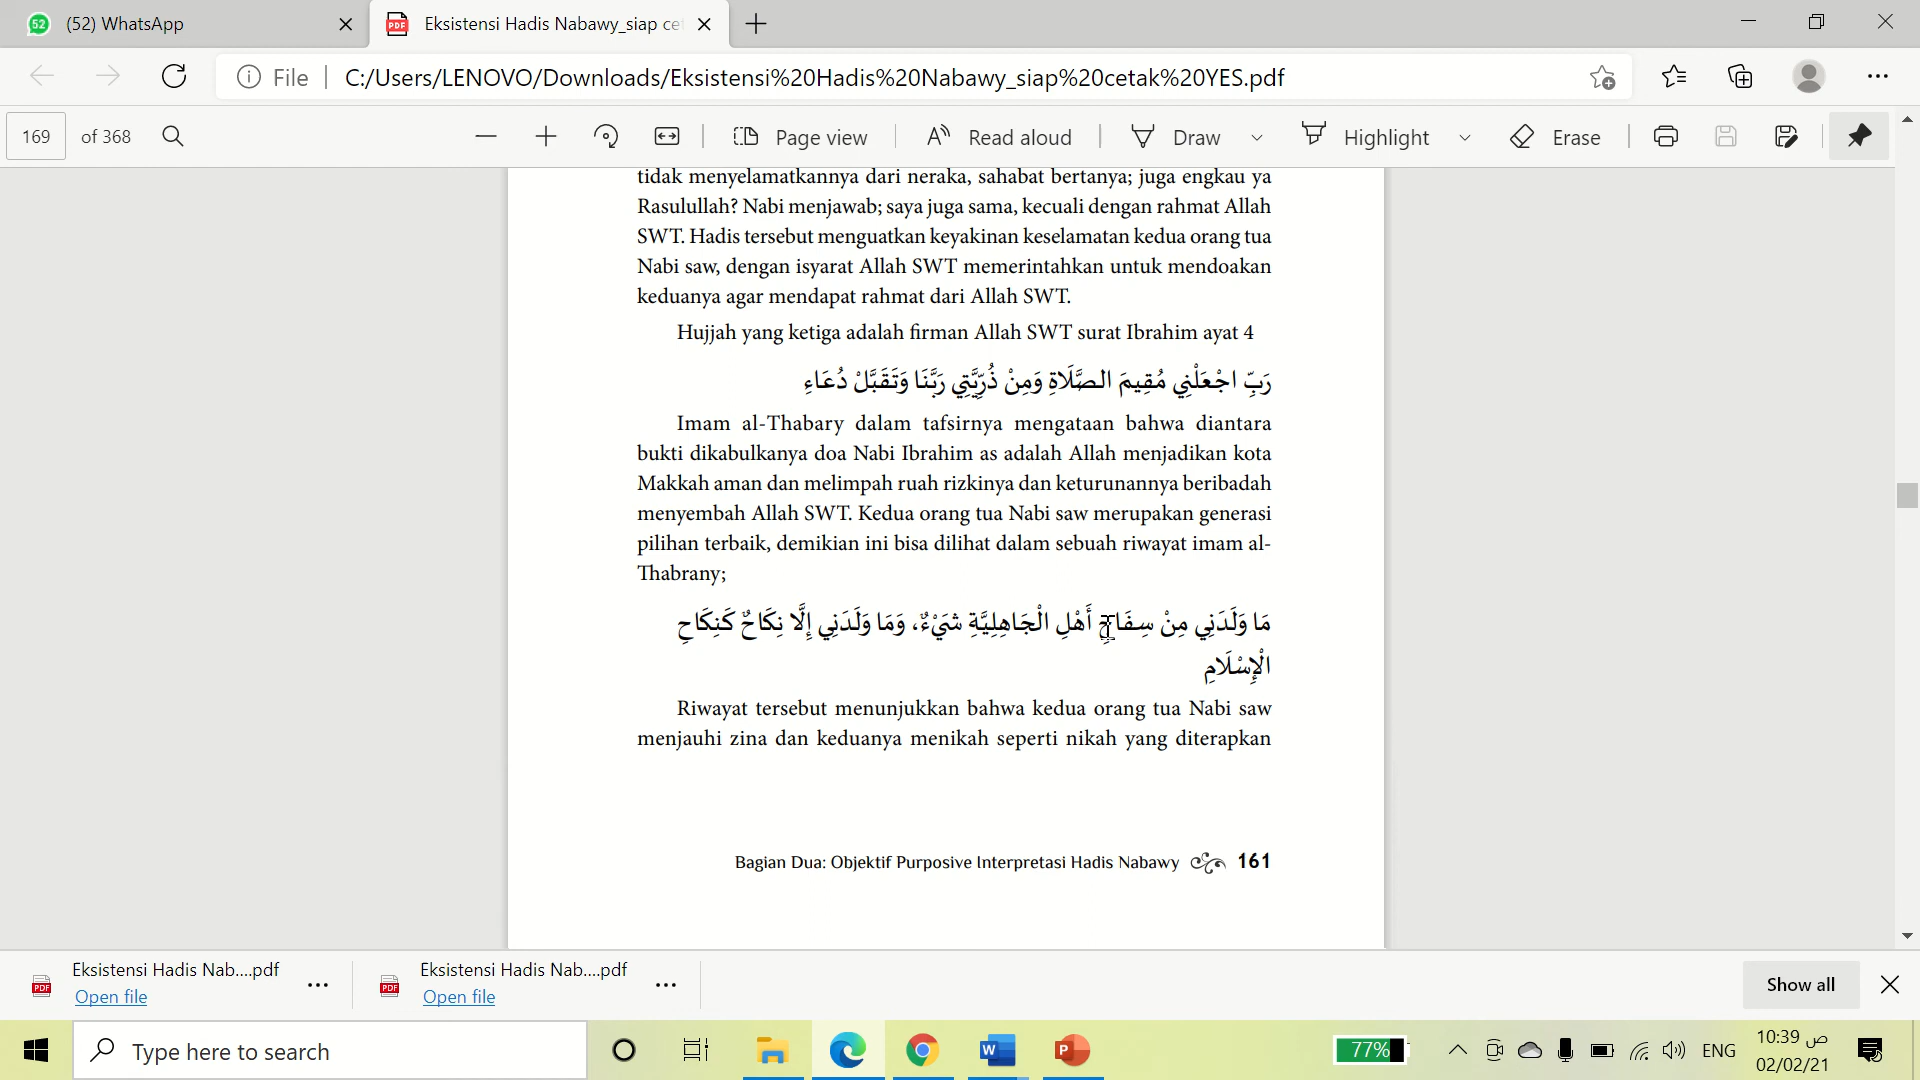 (52) WhatsApp
Eksistensi Hadis Nabawy_siap ce
File
C:/Users/LENOVO/Downloads/Eksistensi%20Hadis%20Nabawy_siap%20cetak%20YES.pdf
169 of 368
Page view
Read aloud
Draw
Highlight
Erase
tidak menyelamatkannya dari neraka, sahabat bertanya; juga engkau ya
Rasulullah? Nabi menjawab; saya juga sama, kecuali dengan rahmat Allah
SWT. Hadis tersebut menguatkan keyakinan keselamatan kedua orang tua
Nabi saw, dengan isyarat Allah SWT memerintahkan untuk mendoakan
keduanya agar mendapat rahmat dari Allah SWT.
Hujjah yang ketiga adalah firman Allah SWT surat Ibrahim ayat 4
رَبِّ اجْعَلْنِي مُقِيمَ الصَّلَاةِ وَمِنْ ذُرِّيَّتِي رَبَّنَا وَتَقَبَّلْ دُعَاءِ
Imam al-Thabary dalam tafsirnya mengataan bahwa diantara
bukti dikabulkanya doa Nabi Ibrahim as adalah Allah menjadikan kota
Makkah aman dan melimpah ruah rizkinya dan keturunannya beribadah
menyembah Allah SWT. Kedua orang tua Nabi saw merupakan generasi
pilihan terbaik, demikian ini bisa dilihat dalam sebuah riwayat imam al-
Thabrany;
مَا وَلَدَنِي مِنْ سِفَاحِ أَهْلِ الْجَاهِلِيَّةِ شَيْءٌ، وَمَا وَلَدَنِي إِلَّا نِكَاحٌ كَنِكَاحِ
الْإِسْلَامِ
Riwayat tersebut menunjukkan bahwa kedua orang tua Nabi saw
menjauhi zina dan keduanya menikah seperti nikah yang diterapkan
Bagian Dua: Objektif Purposive Interpretasi Hadis Nabawy 161
Eksistensi Hadis Nab....pdf
Open file
Eksistensi Hadis Nab....pdf
Open file
Show all
Type here to search
77%
ENG
10:39 ص
02/02/21